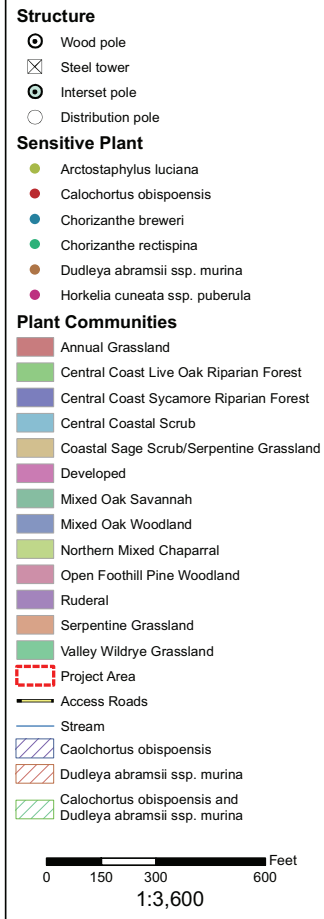 Structure
Wood pole
Steel tower
Interset pole
Distribution pole
Sensitive Plant
Arctostaphylus luciana
Calochortus obispoensis
Chorizanthe breweri
Chorizanthe rectispina
Dudleya abramsii ssp. murina
Horkelia cuneata ssp. puberula
Plant Communities
Annual Grassland
Central Coast Live Oak Riparian Forest
Central Coast Sycamore Riparian Forest
Central Coastal Scrub
Coastal Sage Scrub/Serpentine Grassland
Developed
Mixed Oak Savannah
Mixed Oak Woodland
Northern Mixed Chaparral
Open Foothill Pine Woodland
Ruderal
Serpentine Grassland
Valley Wildrye Grassland
Project Area
Access Roads
Stream
Caolchortus obispoensis
Dudleya abramsii ssp. murina
Calochortus obispoensis and
Dudleya abramsii ssp. murina
Feet
0 150 300 600
1:3,600